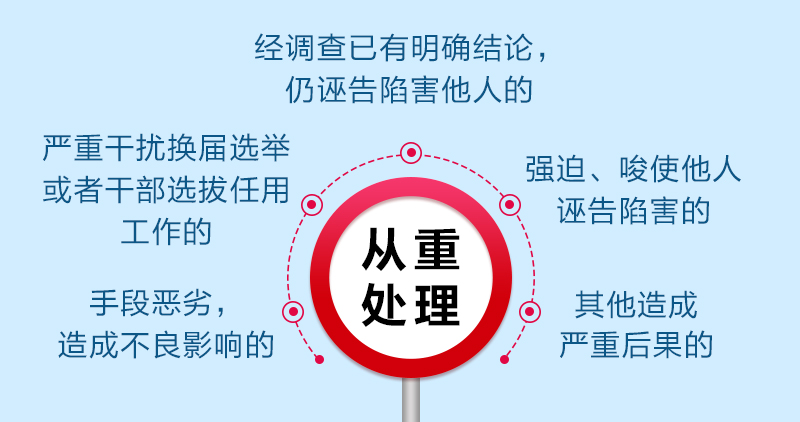 经调查已有明确结论，
仍诬告陷害他人的
严重干扰换届选举
或者干部选拔任用
工作的
强迫、唆使他人
诬告陷害的
从重
处理
手段恶劣，
造成不良影响的
其他造成
严重后果的